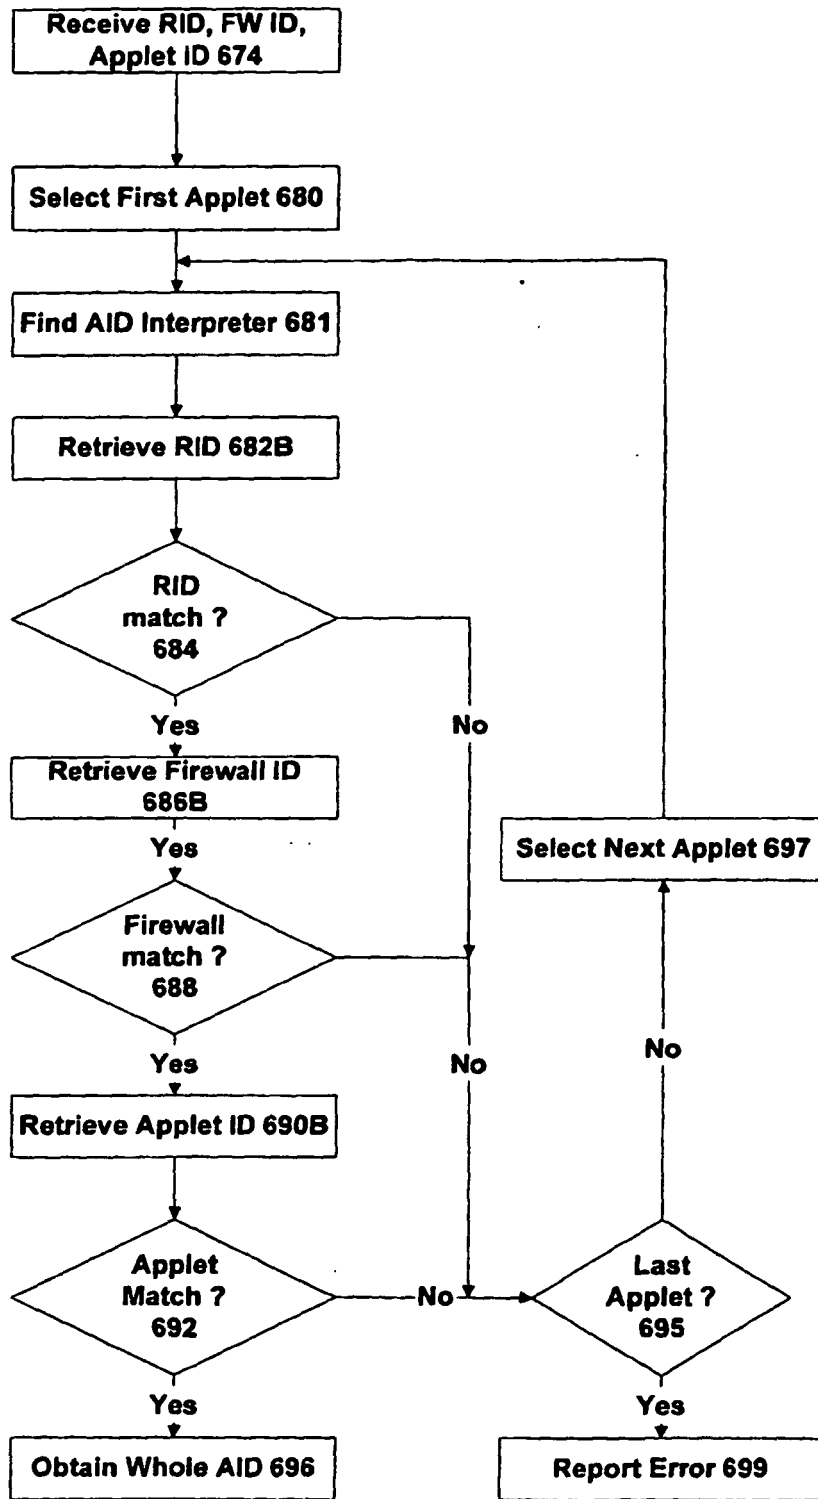 Receive RID, FW ID,
Applet ID 674
Select First Applet 680
Find AID Interpreter 681
Retrieve RID 682B
RID
match ?
684
Yes
No
Retrieve Firewall ID
686B
Yes
Select Next Applet 697
Firewall
match ?
688
Yes
No
No
Retrieve Applet ID 690B
Applet
Match ?
692
No
Last
Applet ?
695
Yes
Yes
Obtain Whole AID 696
Report Error 699